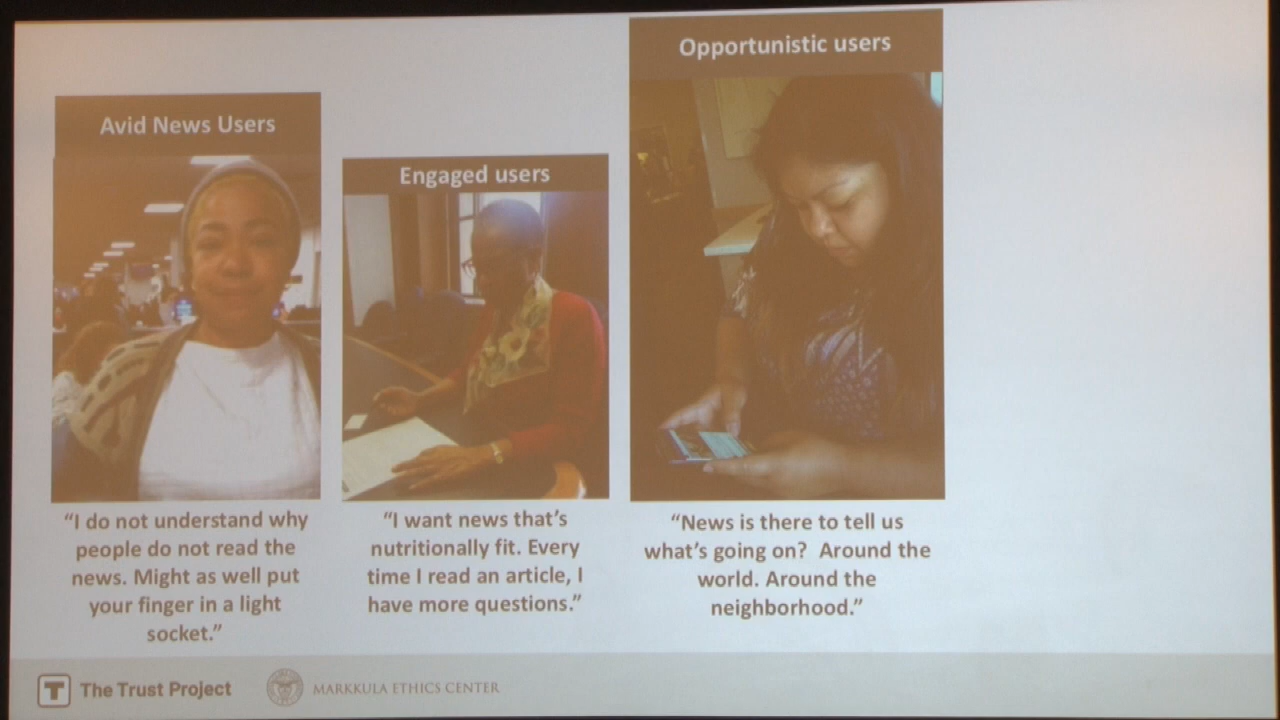 Avid News Users
"I do not understand why
people do not read the
news. Might as well put
your finger in a light
socket."
Engaged users
"I want news that's
nutritionally fit. Every
time I read an article, I
have more questions."
Opportunistic users
"News is there to tell us
what's going on?  Around the
world. Around the
neighborhood."
T The Trust Project
MARKKULA ETHICS CENTER